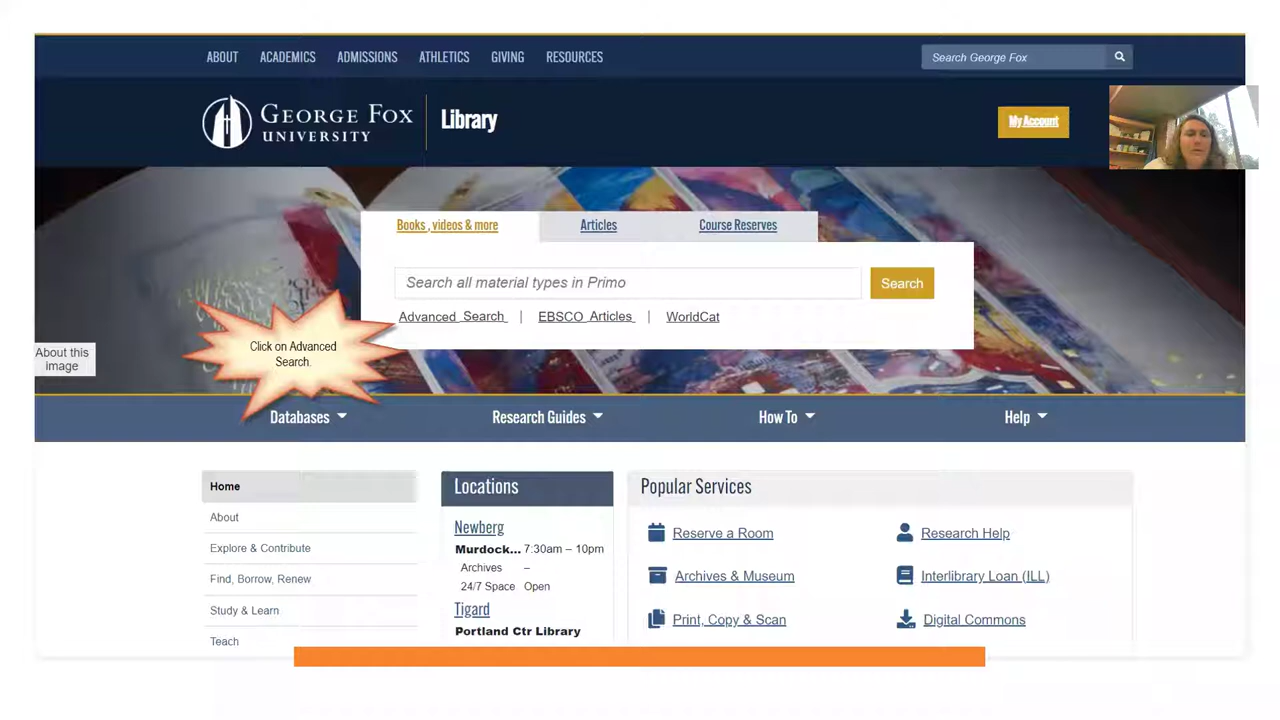 ABOUT ACADEMICS ADMISSIONS ATHLETICS GIVING RESOURCES
Search George Fox
GEORGE FOX
UNIVERSITY
Library
My Account
Books , videos & more Articles Course Reserves
Search all material types in Primo
Search
Advanced Search | EBSCO Articles | WorldCat
Click on Advanced
Search.
About this
image
Databases Research Guides How To Help
Home
About
Explore & Contribute
Find, Borrow, Renew
Study & Learn
Teach
Locations
Newberg
Murdock... 7:30am – 10pm
Archives –
24/7 Space Open
Tigard
Portland Ctr Library
Popular Services
Reserve a Room Research Help
Archives & Museum Interlibrary Loan (ILL)
Print, Copy & Scan Digital Commons